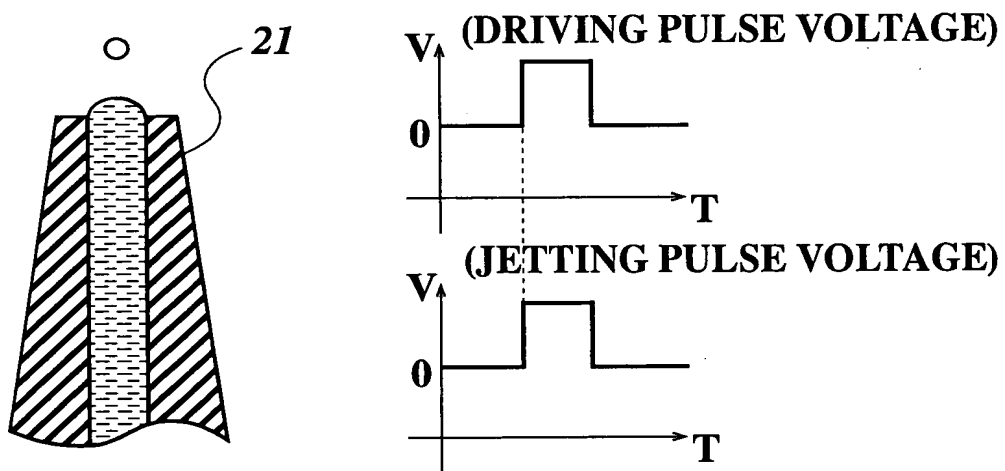 21
V (DRIVING PULSE VOLTAGE)
0
T
V (JETTING PULSE VOLTAGE)
0
T